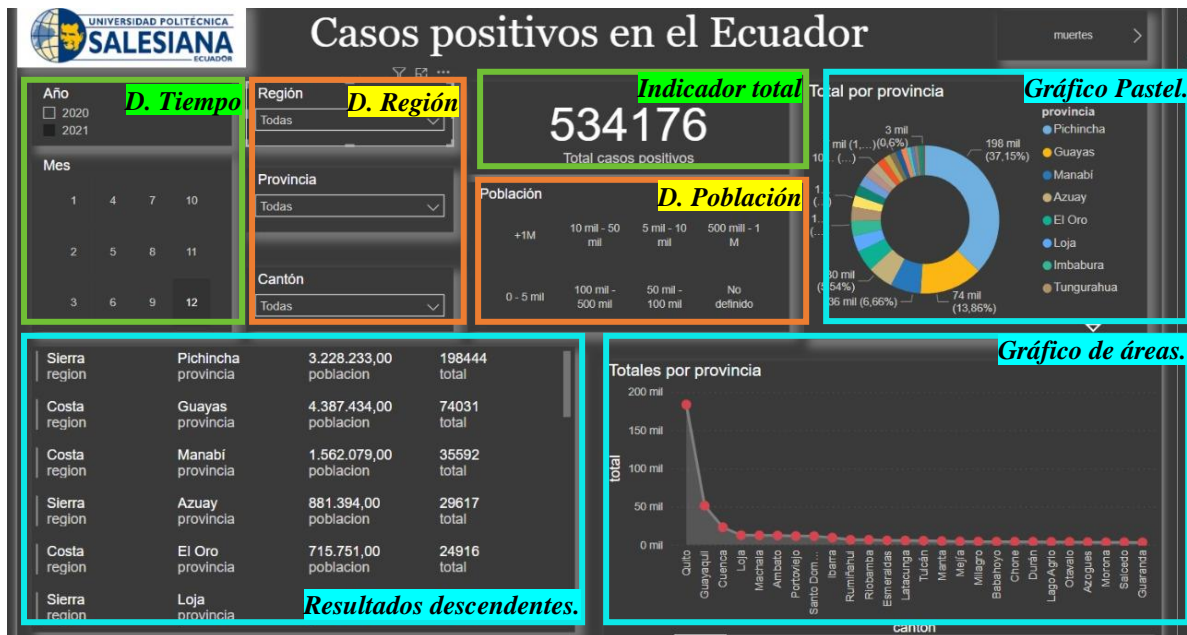 UNIVERSIDAD POLITÉCNICA
SALESIANA
ECUADOR
Casos positivos en el Ecuador
muertes
Año
2020
2021
D. Tiempo
Mes
1 4 7 10
2 5 8 11
3 6 9 12
Región
D. Región
Todas
Provincia
Todas
Cantón
Todas
Indicador total
534176
Total casos positivos
Población
D. Población
+1M
10 mil - 50 mil
5 mil - 10 mil
500 mill - 1 M
0 - 5 mil
100 mil - 500 mil
50 mil - 100 mil
No definido
Total por provincia
Gráfico Pastel.
3 mil
(0,6%)
mil (1,...)
198 mil
(37,15%)
74 mil
(13,86%)
36 mil (6,66%)
provincia
Pichincha
Guayas
Manabí
Azuay
El Oro
Loja
Imbabura
Tungurahua
Sierra Pichincha 3.228.233,00 198444
region provincia poblacion total
Costa Guayas 4.387.434,00 74031
region provincia poblacion total
Costa Manabí 1.562.079,00 35592
region provincia poblacion total
Sierra Azuay 881.394,00 29617
region provincia poblacion total
Costa El Oro 715.751,00 24916
region provincia poblacion total
Sierra Loja
region provincia
Resultados descendentes.
Gráfico de áreas.
Totales por provincia
total
200 mil
150 mil
100 mil
50 mil
0 mil
Quito
Guayaquil
Cuenca
Loja
Machala
Ambato
Portoviejo
Santo Dom...
Ibarra
Rumiñahui
Riobamba
Esmeraldas
Latacunga
Tulcán
Manta
Mejía
Milagro
Babahoyo
Chone
Durán
Lago Agrio
Otavalo
Azogues
Morona
Salcedo
Guaranda
cantón